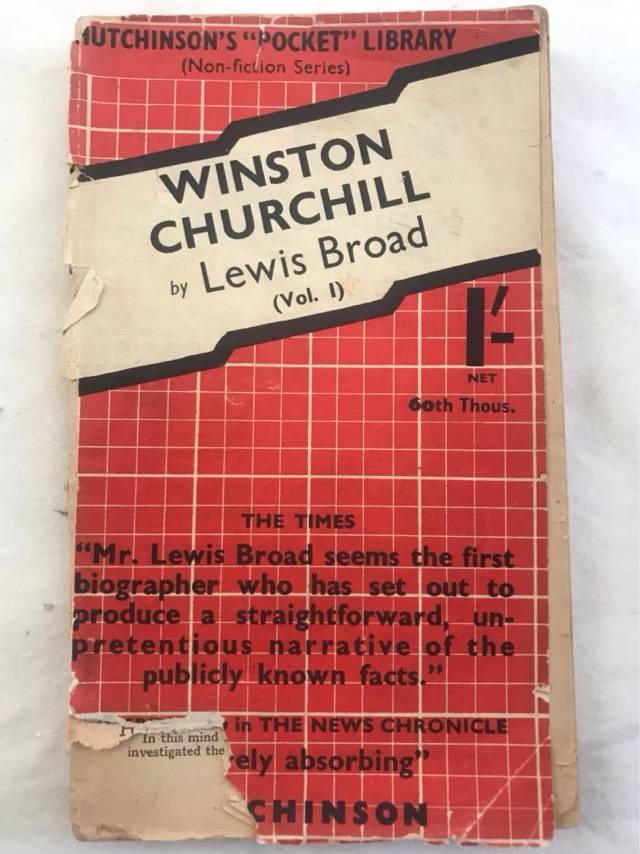 HUTCHINSON'S "POCKET" LIBRARY
(Non-fiction Series)
WINSTON
CHURCHILL
by Lewis Broad
(Vol. I)
1/-
NET
60th Thous.
THE TIMES
"Mr. Lewis Broad seems the first
biographer who has set out to
produce a straightforward, un-
pretentious narrative of the
publicly known facts."
in THE NEWS CHRONICLE
In this mind
investigated the
rely absorbing"
CHINSON